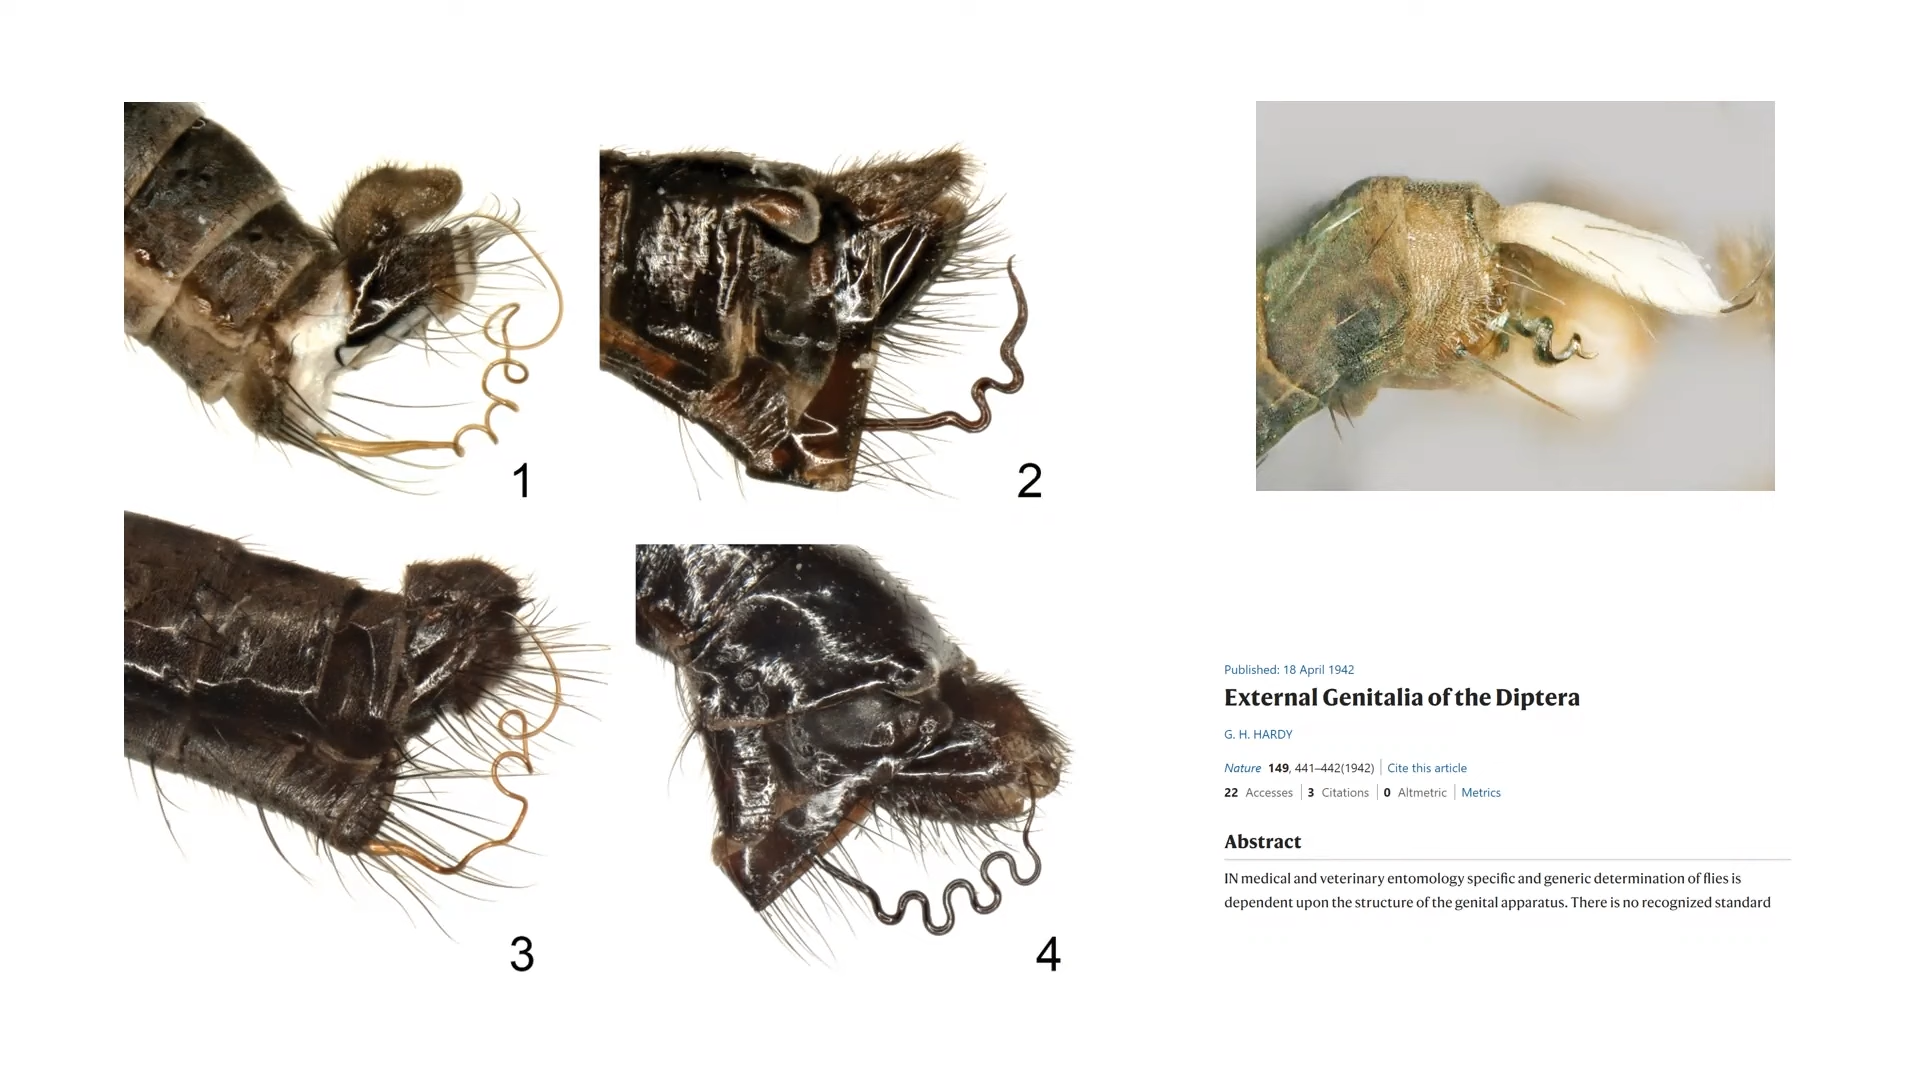 1
2
3
4
Published: 18 April 1942
External Genitalia of the Diptera
G. H. HARDY
Nature 149, 441–442(1942) | Cite this article
22 Accesses | 3 Citations | 0 Altmetric | Metrics
Abstract
IN medical and veterinary entomology specific and generic determination of flies is
dependent upon the structure of the genital apparatus. There is no recognized standard